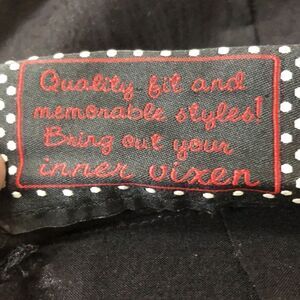 Quality fit and
memorable styles!
Bring out your
inner vixen